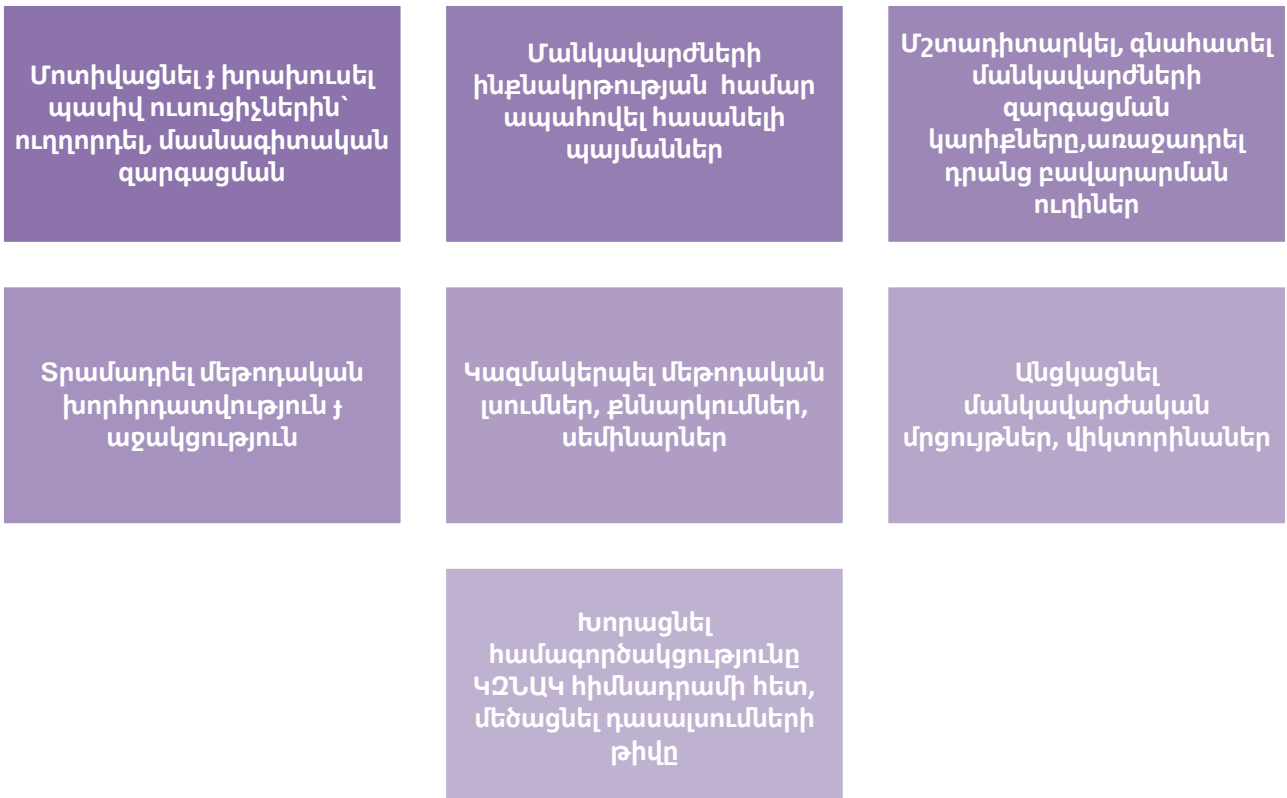 Մոտիվացնել ֈ խրախուսել
պասիվ ուսուցիչներին՝
ուղղորդել, մասնագիտական
զարգացման
Մանկավարժների
ինքնակրթության համար
ապահովել հասանելի
պայմաններ
Մշտադիտարկել, գնահատել
մանկավարժների
զարգացման
կարիքները,առաջադրել
դրանց բավարարման
ուղիներ
Տրամադրել մեթոդական
խորհրդատվություն ֈ
աջակցություն
Կազմակերպել մեթոդական
լսումներ, քննարկումներ,
սեմինարներ
Անցկացնել
մանկավարժական
մրցույթներ, վիկտորինաներ
Խորացնել
համագործակցությունը
ԿԶՆԱԿ հիմնադրամի հետ,
մեծացնել դասալսումների
թիվը